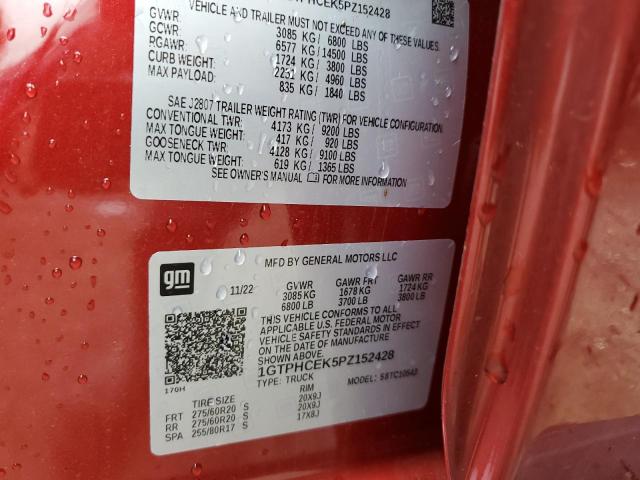 PHCEK5PZ152428
VEHICLE AND TRAILER MUST NOT EXCEED ANY OF THESE VALUES.
GVWR: 3085 KG/ 6800 LBS
GCWR: 6577 KG/14500 LBS
RGAWR: 1724 KG/ 3800 LBS
CURB WEIGHT: 2251 KG/ 4960 LBS
MAX PAYLOAD: 835 KG/ 1840 LBS
SAE J2807 TRAILER WEIGHT RATING (TWR) FOR VEHICLE CONFIGURATION
CONVENTIONAL TWR: 4173 KG/ 9200 LBS
MAX TONGUE WEIGHT: 417 KG/ 920 LBS
GOOSENECK TWR: 4128 KG/ 9100 LBS
MAX TONGUE WEIGHT: 619 KG/ 1365 LBS
SEE OWNER'S MANUAL FOR MORE INFORMATION
gm
MFD BY GENERAL MOTORS LLC
11/22 GVWR GAWR FRT GAWR RR
3085 KG 1678 KG 1724 KG
6800 LB 3700 LB 3800 LB
THIS VEHICLE CONFORMS TO ALL
APPLICABLE U.S. FEDERAL MOTOR
VEHICLE SAFETY STANDARDS IN EFFECT
ON THE DATE OF MANUFACTURE SHOWN ABOVE.
1GTPHCEK5PZ152428
170H TYPE: TRUCK MODEL:
TIRE SIZE RIM
FRT 275/60R20 S 20X9J
RR 275/60R20 S 20X9J
SPA 255/80R17 S 17X8J